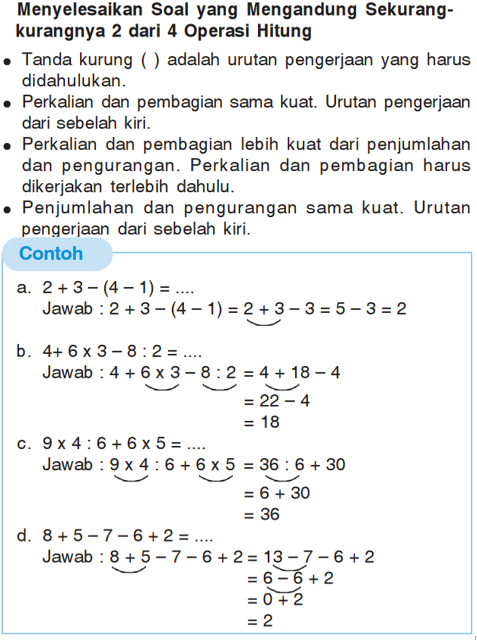 Menyelesaikan Soal yang Mengandung Sekurang-
kurangnya 2 dari 4 Operasi Hitung
• Tanda kurung ( ) adalah urutan pengerjaan yang harus
didahulukan.
• Perkalian dan pembagian sama kuat. Urutan pengerjaan
dari sebelah kiri.
• Perkalian dan pembagian lebih kuat dari penjumlahan
dan pengurangan. Perkalian dan pembagian harus
dikerjakan terlebih dahulu.
• Penjumlahan dan pengurangan sama kuat. Urutan
pengerjaan dari sebelah kiri.
Contoh
a. 2 + 3 – (4 – 1) = ....
Jawab : 2 + 3 – (4 – 1) = 2 + 3 – 3 = 5 – 3 = 2
b. 4+ 6 x 3 – 8 : 2 = ....
Jawab : 4 + 6 x 3 – 8 : 2 = 4 + 18 – 4
= 22 – 4
= 18
c. 9 x 4 : 6 + 6 x 5 = ....
Jawab : 9 x 4 : 6 + 6 x 5 = 36 : 6 + 30
= 6 + 30
= 36
d. 8 + 5 – 7 – 6 + 2 = ....
Jawab : 8 + 5 – 7 – 6 + 2 = 13 – 7 – 6 + 2
= 6 – 6 + 2
= 0 + 2
= 2